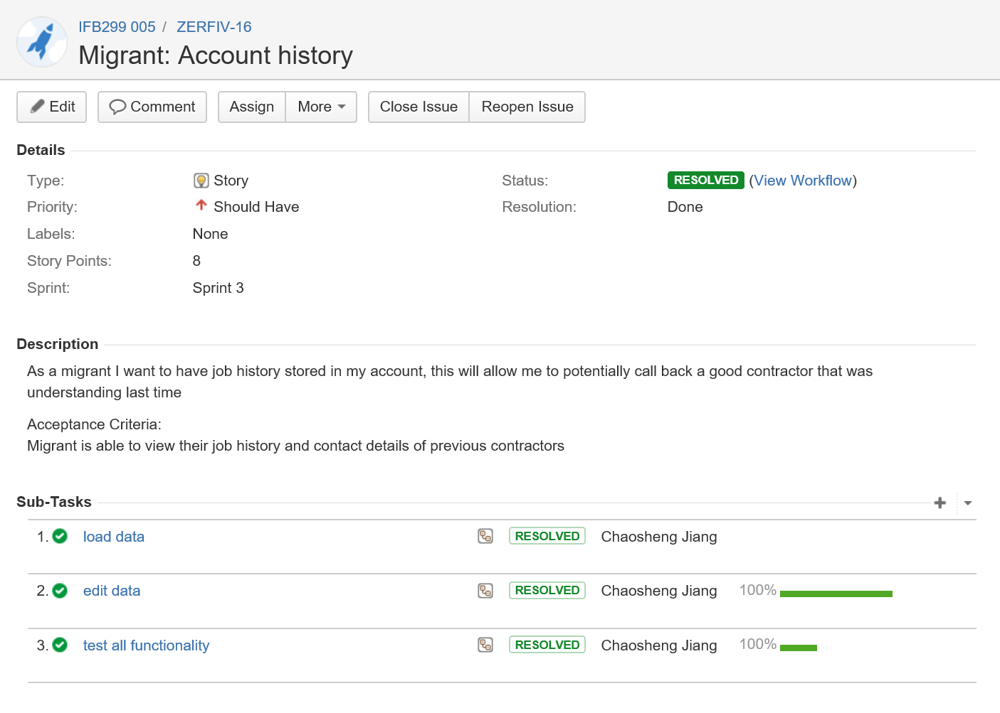 IFB299 005 / ZERFIV-16
Migrant: Account history
Edit Comment Assign More Close Issue Reopen Issue
Details
Type: Story Status: RESOLVED (View Workflow)
Priority: Should Have Resolution: Done
Labels: None
Story Points: 8
Sprint: Sprint 3
Description
As a migrant I want to have job history stored in my account, this will allow me to potentially call back a good contractor that was
understanding last time
Acceptance Criteria:
Migrant is able to view their job history and contact details of previous contractors
Sub-Tasks
1. load data RESOLVED Chaosheng Jiang
2. edit data RESOLVED Chaosheng Jiang 100%
3. test all functionality RESOLVED Chaosheng Jiang 100%